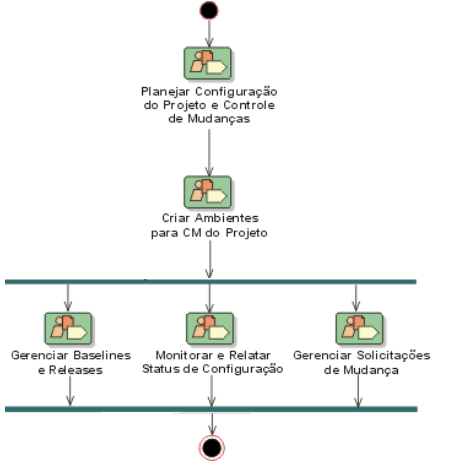 Planejar Configuração
do Projeto e Controle
de Mudanças
Criar Ambientes
para CM do Projeto
Gerenciar Baselines
e Releases
Monitorar e Relatar
Status de Configuração
Gerenciar Solicitações
de Mudança